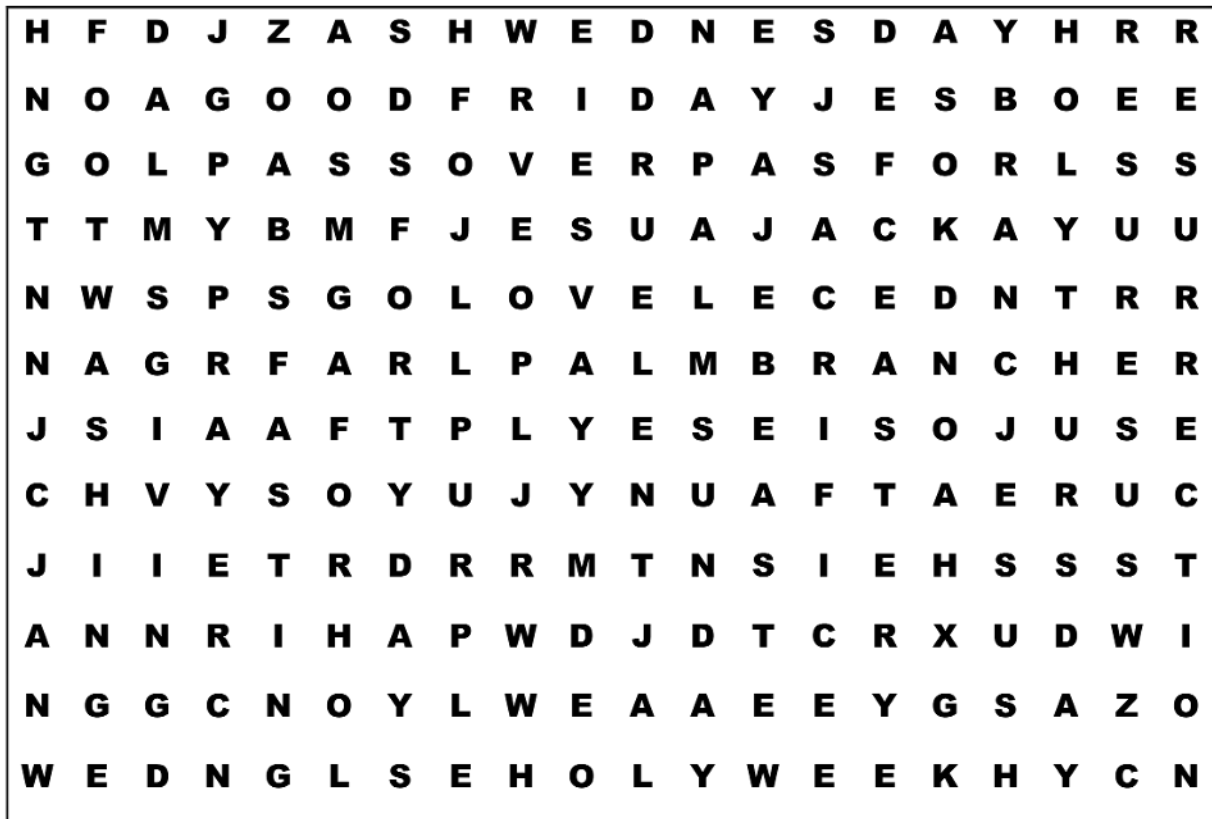 H F D J Z A S H W E D N E S D A Y H R R
N O A G O O D F R I D A Y J E S B O E E
G O L P A S S O V E R P A S F O R L S S
T T M Y B M F J E S U A J A C K A Y U U
N W S P S G O L O V E L E C E D N T R R
N A G R F A R L P A L M B R A N C H E R
J S I A A F T P L Y E S E I S O J U S E
C H V Y S O Y U J Y N U A F T A E R U C
J I I E T R D R R M T N S I E H S S S T
A N N R I H A P W D J D T C R X U D W I
N G G C N O Y L W E A A E E Y G S A Z O
W E D N G L S E H O L Y W E E K H Y C N